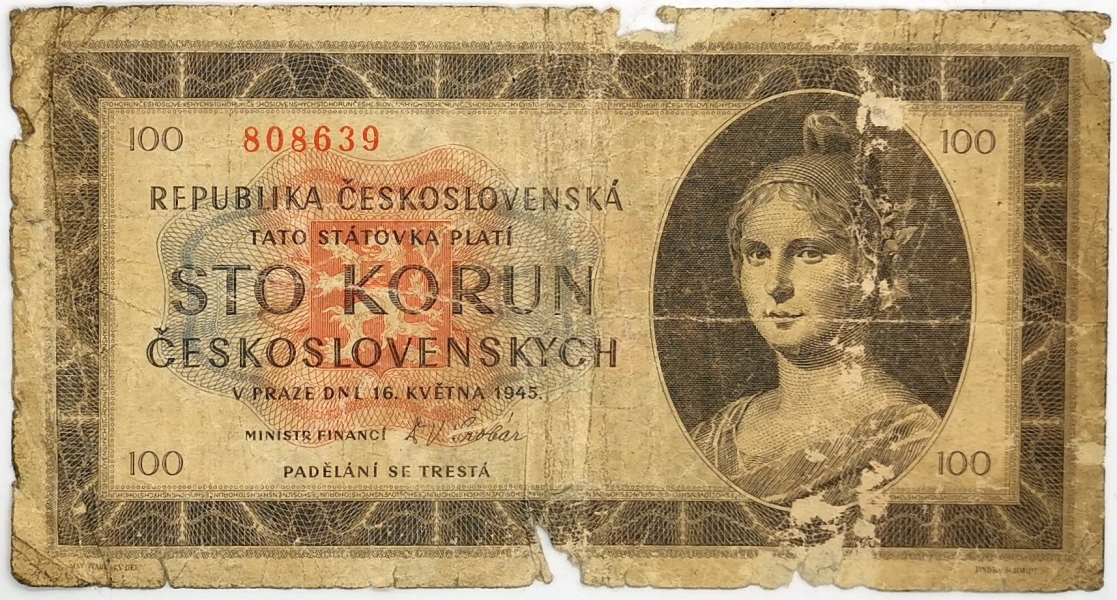 100 808639 100
REPUBLIKA ČESKOSLOVENSKÁ
TATO STÁTOVKA PLATÍ
STO KORUN
ČESKOSLOVENSKÝCH
V PRAZE DNE 16. KVĚTNA 1945.
MINISTR FINANCÍ
PADĚLÁNÍ SE TRESTÁ
100 100